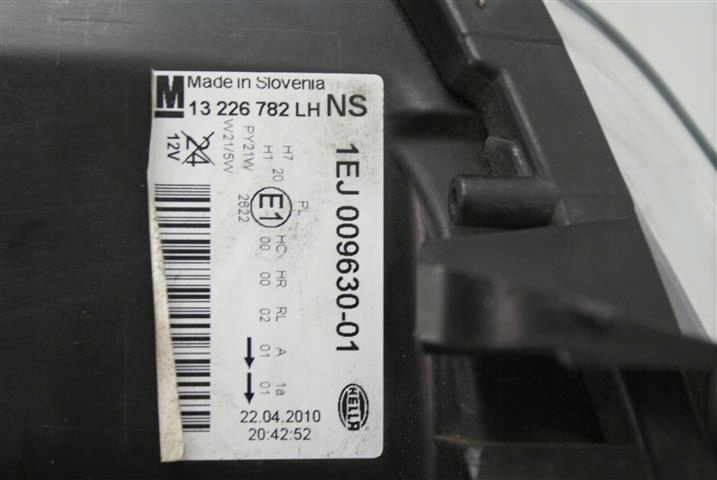 M
Made in Slovenia
13 226 782 LH NS
1EJ 009630-01
PL
HC HR RL A 1a
H7 20
H1 E1 00 00 02 01 01
PY21W 2622
W21/5W
24
12V
HELLA
22.04.2010
20:42:52